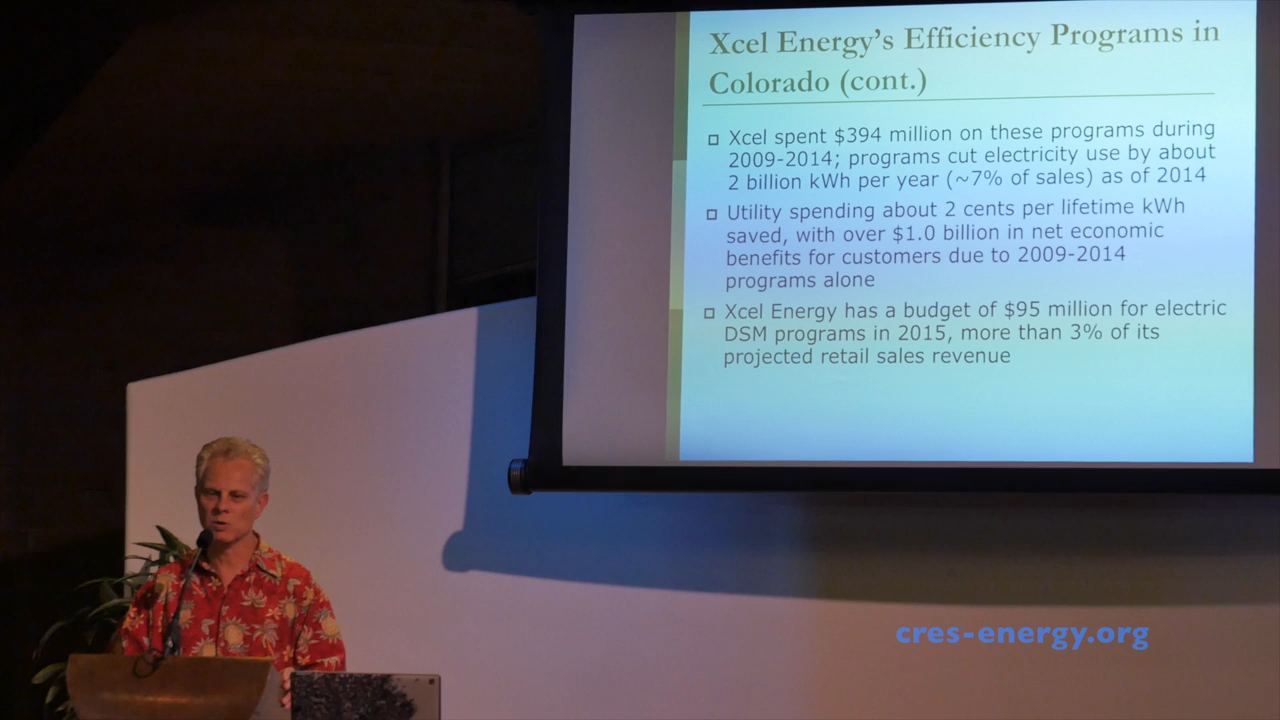 Xcel Energy's Efficiency Programs in
Colorado (cont.)
Xcel spent $394 million on these programs during
2009-2014; programs cut electricity use by about
2 billion kWh per year (~7% of sales) as of 2014
Utility spending about 2 cents per lifetime kWh
saved, with over $1.0 billion in net economic
benefits for customers due to 2009-2014
programs alone
Xcel Energy has a budget of $95 million for electric
DSM programs in 2015, more than 3% of its
projected retail sales revenue
cres-energy.org